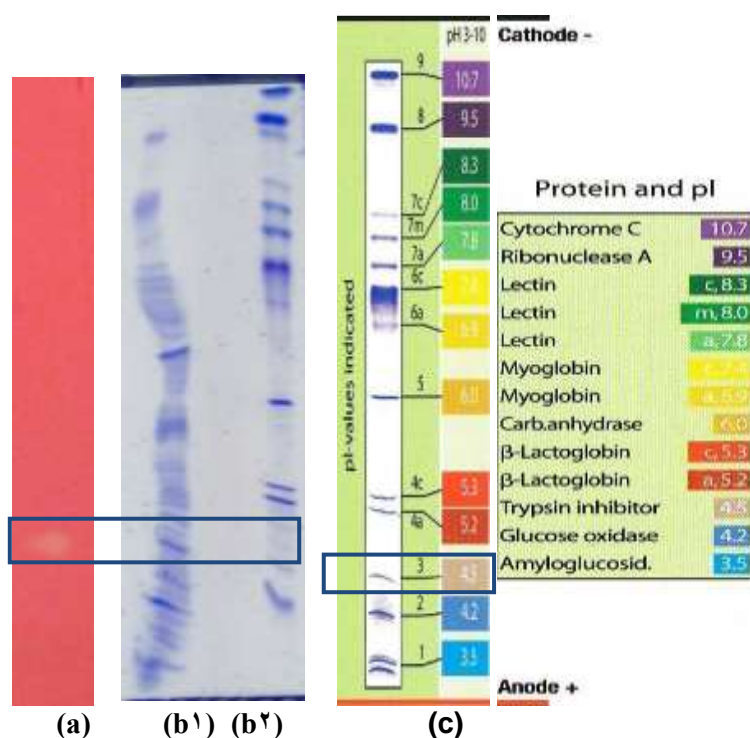 pH 3-10
Cathode -
9
10.7
8
9.5
8.3
7c
8.0
7m
7.8
7a
6c
6a
5
6.0
4c
5.3
4a
5.2
3
4.5
2
4.2
1
3.5
pI-values indicated
Protein and pI
Cytochrome C 10.7
Ribonuclease A 9.5
Lectin c, 8.3
Lectin m, 8.0
Lectin a, 7.8
Myoglobin
Myoglobin a, 6.9
Carb.anhydrase 6.0
β-Lactoglobin c, 5.3
β-Lactoglobin a, 5.2
Trypsin inhibitor 4.5
Glucose oxidase 4.2
Amyloglucosid. 3.5
Anode +
(a) (b١) (b٢) (c)